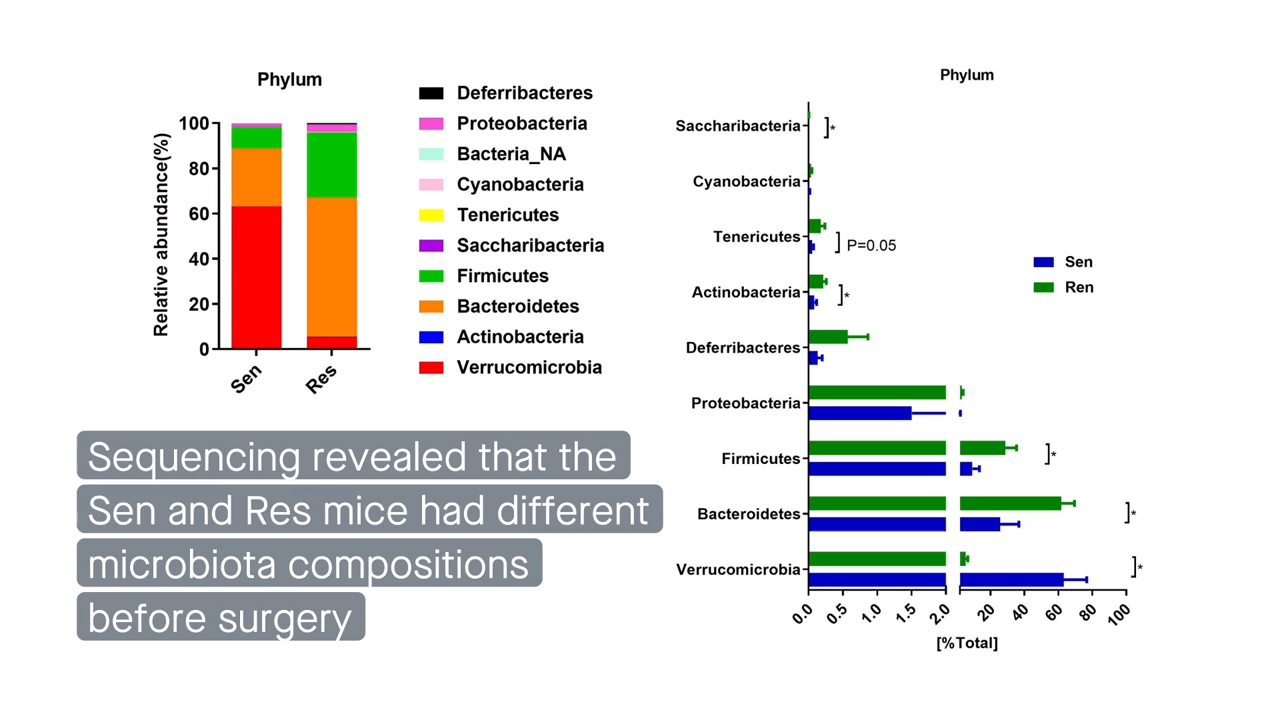 Phylum
Relative abundance(%)
100
80
60
40
20
0
Sen
Res
Deferribacteres
Proteobacteria
Bacteria_NA
Cyanobacteria
Tenericutes
Saccharibacteria
Firmicutes
Bacteroidetes
Actinobacteria
Verrucomicrobia
Sequencing revealed that the
Sen and Res mice had different
microbiota compositions
before surgery
Phylum
Saccharibacteria
*
Cyanobacteria
Tenericutes
P=0.05
Actinobacteria
*
Deferribacteres
Proteobacteria
Firmicutes
*
Bacteroidetes
*
Verrucomicrobia
*
Sen
Ren
0.0 0.5 1.0 1.5 2.0 20 40 60 80 100
[%Total]